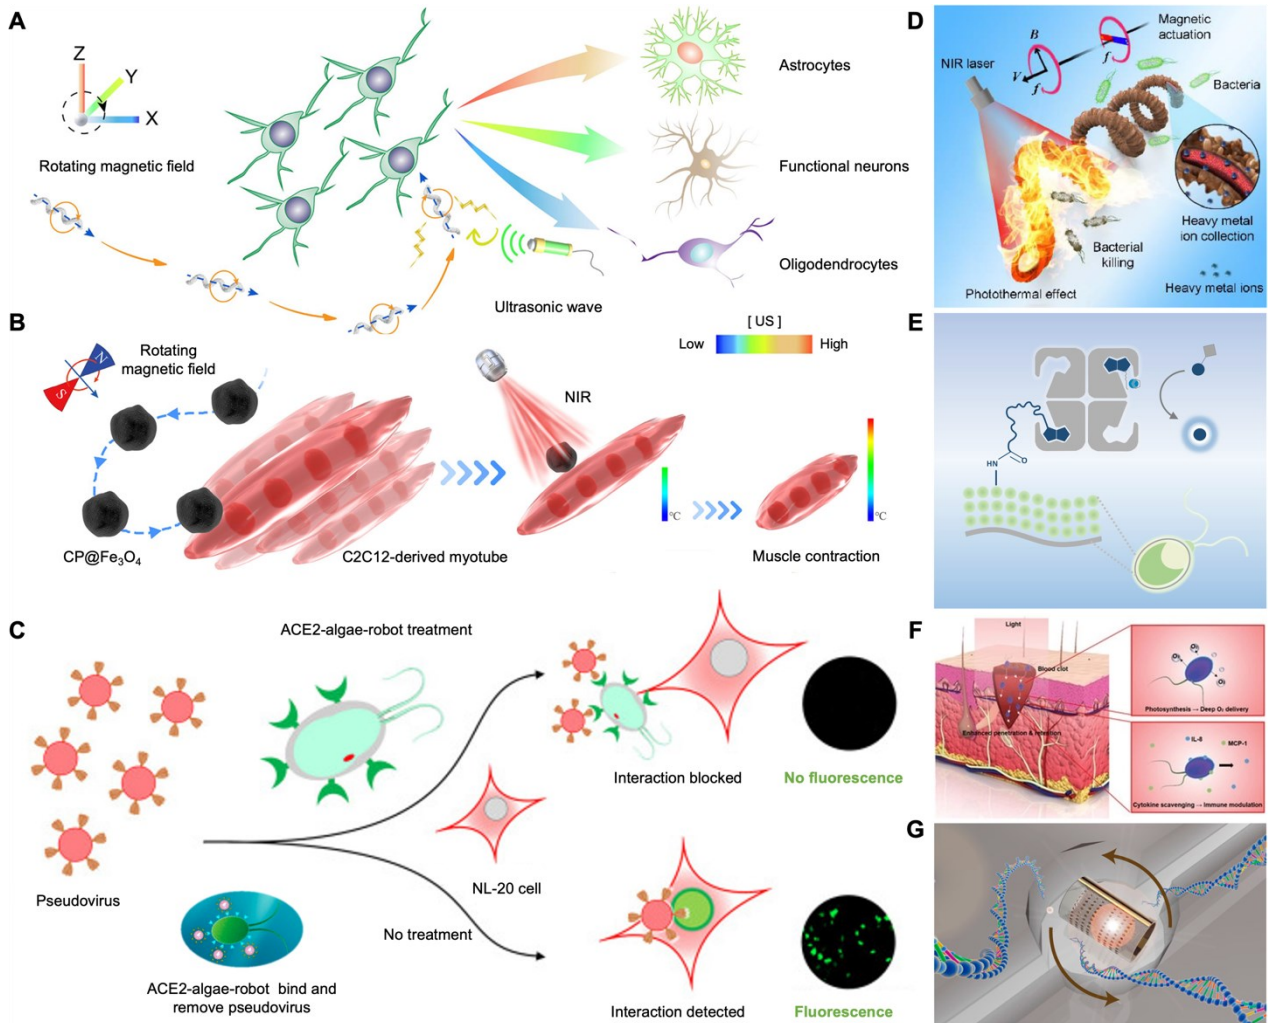 A
Z
Y
X
Rotating magnetic field
Astrocytes
Functional neurons
Oligodendrocytes
Ultrasonic wave
[ US ]
Low
High
B
N
S
Rotating
magnetic field
NIR
°C
°C
CP@Fe₃O₄
C2C12-derived myotube
Muscle contraction
C
ACE2-algae-robot treatment
Interaction blocked
No fluorescence
Pseudovirus
NL-20 cell
No treatment
ACE2-algae-robot bind and
remove pseudovirus
Interaction detected
Fluorescence
D
Magnetic
actuation
B
f
NIR laser
V
f
Bacteria
Heavy metal
ion collection
Bacterial
killing
Heavy metal ions
Photothermal effect
E
HN
O
F
Light
Blood clot
Enhanced penetration & retention
O₂
O₂
Photosynthesis → Deep O₂ delivery
IL-8
MCP-1
Cytokine scavenging → Immune modulation
G